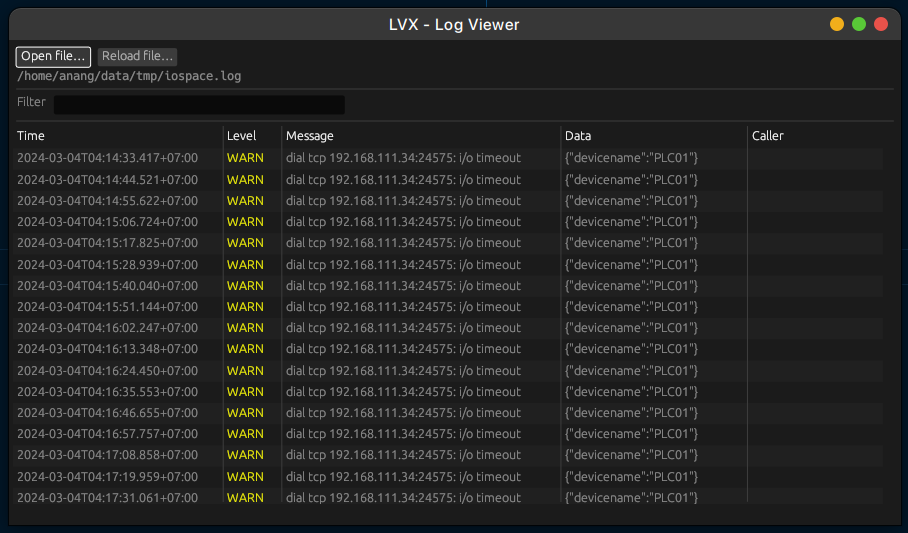 LVX - Log Viewer
Open file... Reload file...
/home/anang/data/tmp/iospace.log
Filter
Time Level Message Data Caller
2024-03-04T04:14:33.417+07:00 WARN dial tcp 192.168.111.34:24575: i/o timeout {"devicename":"PLC01"}
2024-03-04T04:14:44.521+07:00 WARN dial tcp 192.168.111.34:24575: i/o timeout {"devicename":"PLC01"}
2024-03-04T04:14:55.622+07:00 WARN dial tcp 192.168.111.34:24575: i/o timeout {"devicename":"PLC01"}
2024-03-04T04:15:06.724+07:00 WARN dial tcp 192.168.111.34:24575: i/o timeout {"devicename":"PLC01"}
2024-03-04T04:15:17.825+07:00 WARN dial tcp 192.168.111.34:24575: i/o timeout {"devicename":"PLC01"}
2024-03-04T04:15:28.939+07:00 WARN dial tcp 192.168.111.34:24575: i/o timeout {"devicename":"PLC01"}
2024-03-04T04:15:40.040+07:00 WARN dial tcp 192.168.111.34:24575: i/o timeout {"devicename":"PLC01"}
2024-03-04T04:15:51.144+07:00 WARN dial tcp 192.168.111.34:24575: i/o timeout {"devicename":"PLC01"}
2024-03-04T04:16:02.247+07:00 WARN dial tcp 192.168.111.34:24575: i/o timeout {"devicename":"PLC01"}
2024-03-04T04:16:13.348+07:00 WARN dial tcp 192.168.111.34:24575: i/o timeout {"devicename":"PLC01"}
2024-03-04T04:16:24.450+07:00 WARN dial tcp 192.168.111.34:24575: i/o timeout {"devicename":"PLC01"}
2024-03-04T04:16:35.553+07:00 WARN dial tcp 192.168.111.34:24575: i/o timeout {"devicename":"PLC01"}
2024-03-04T04:16:46.655+07:00 WARN dial tcp 192.168.111.34:24575: i/o timeout {"devicename":"PLC01"}
2024-03-04T04:16:57.757+07:00 WARN dial tcp 192.168.111.34:24575: i/o timeout {"devicename":"PLC01"}
2024-03-04T04:17:08.858+07:00 WARN dial tcp 192.168.111.34:24575: i/o timeout {"devicename":"PLC01"}
2024-03-04T04:17:19.959+07:00 WARN dial tcp 192.168.111.34:24575: i/o timeout {"devicename":"PLC01"}
2024-03-04T04:17:31.061+07:00 WARN dial tcp 192.168.111.34:24575: i/o timeout {"devicename":"PLC01"}